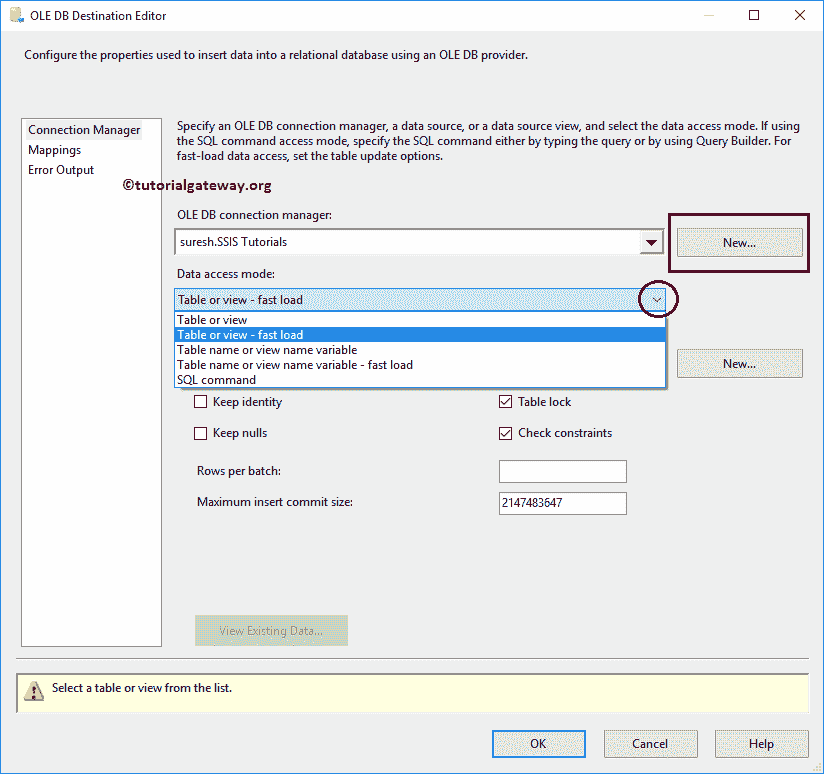 OLE DB Destination Editor
Configure the properties used to insert data into a relational database using an OLE DB provider.
Connection Manager
Mappings
Error Output
Specify an OLE DB connection manager, a data source, or a data source view, and select the data access mode. If using
the SQL command access mode, specify the SQL command either by typing the query or by using Query Builder. For
fast-load data access, set the table update options.
©tutorialgateway.org
OLE DB connection manager:
suresh.SSIS Tutorials
New...
Data access mode:
Table or view - fast load
Table or view
Table or view - fast load
Table name or view name variable
Table name or view name variable - fast load
SQL command
New...
Keep identity
Table lock
Keep nulls
Check constraints
Rows per batch:
Maximum insert commit size:
2147483647
View Existing Data...
Select a table or view from the list.
OK
Cancel
Help